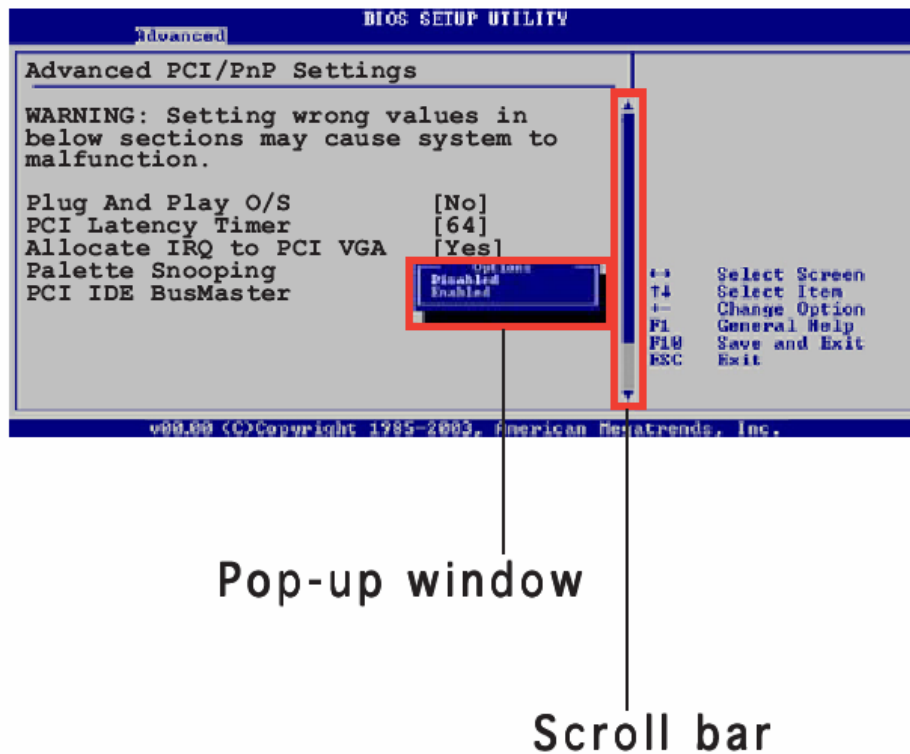 BIOS SETUP UTILITY
Advanced
Advanced PCI/PnP Settings
WARNING: Setting wrong values in
below sections may cause system to
malfunction.
Plug And Play O/S [No]
PCI Latency Timer [64]
Allocate IRQ to PCI VGA [Yes]
Palette Snooping
PCI IDE BusMaster
Options
Disabled
Enabled
↔ Select Screen
↑↓ Select Item
+- Change Option
F1 General Help
F10 Save and Exit
ESC Exit
v00.00 (C)Copyright 1985-2003, American Megatrends, Inc.
Pop-up window
Scroll bar